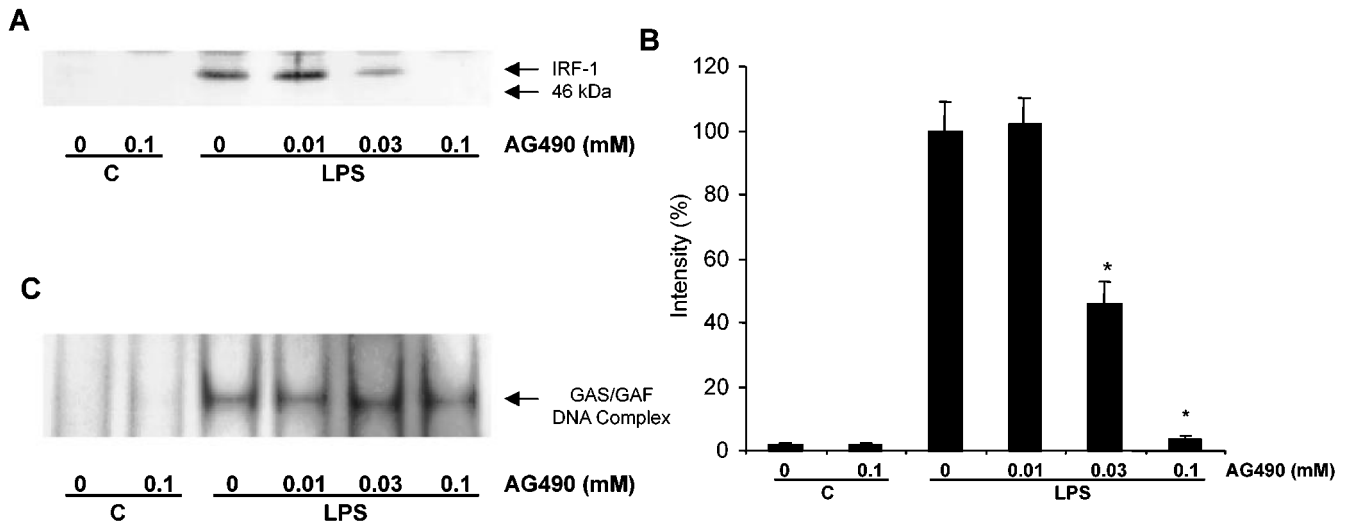 A
IRF-1
46 kDa
0 0.1 0 0.01 0.03 0.1 AG490 (mM)
C LPS
B
120
100
80
60
40
20
0
Intensity (%)
*
*
0 0.1 0 0.01 0.03 0.1 AG490 (mM)
C LPS
C
GAS/GAF
DNA Complex
0 0.1 0 0.01 0.03 0.1 AG490 (mM)
C LPS